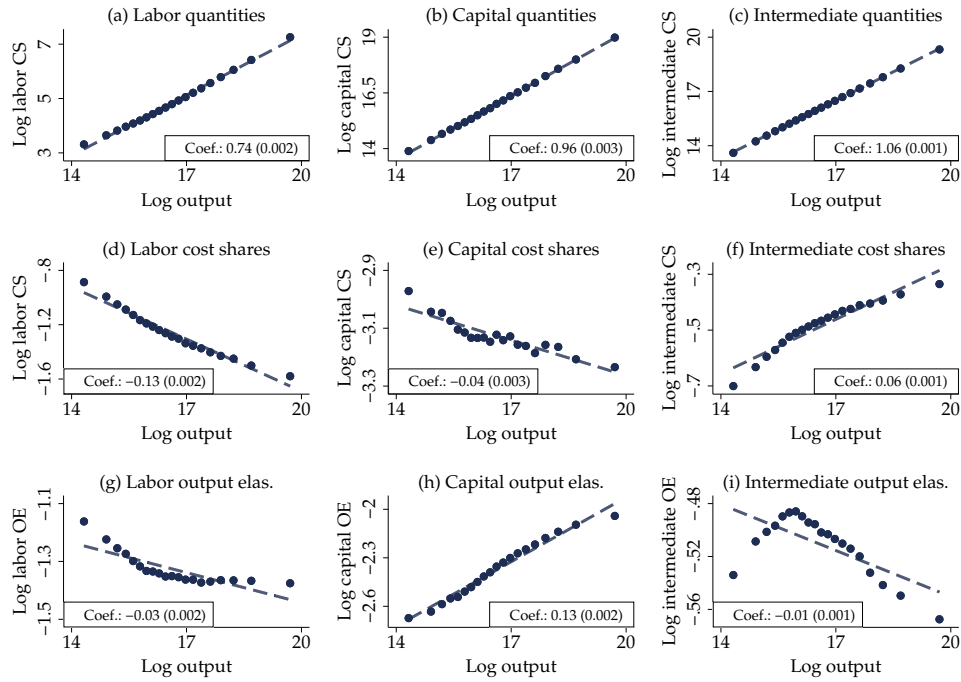 (a) Labor quantities
Log labor CS
7
5
3
Coef.: 0.74 (0.002)
14 17 20
Log output
(b) Capital quantities
Log capital CS
19
16.5
14
Coef.: 0.96 (0.003)
14 17 20
Log output
(c) Intermediate quantities
Log intermediate CS
20
17
14
Coef.: 1.06 (0.001)
14 17 20
Log output
(d) Labor cost shares
Log labor CS
−.8
−1.2
−1.6
Coef.: −0.13 (0.002)
14 17 20
Log output
(e) Capital cost shares
Log capital CS
−2.9
−3.1
−3.3
Coef.: −0.04 (0.003)
14 17 20
Log output
(f) Intermediate cost shares
Log intermediate CS
−.3
−.5
−.7
Coef.: 0.06 (0.001)
14 17 20
Log output
(g) Labor output elas.
Log labor OE
−1.1
−1.3
−1.5
Coef.: −0.03 (0.002)
14 17 20
Log output
(h) Capital output elas.
Log capital OE
−2
−2.3
−2.6
Coef.: 0.13 (0.002)
14 17 20
Log output
(i) Intermediate output elas.
Log intermediate OE
−.48
−.52
−.56
Coef.: −0.01 (0.001)
14 17 20
Log output